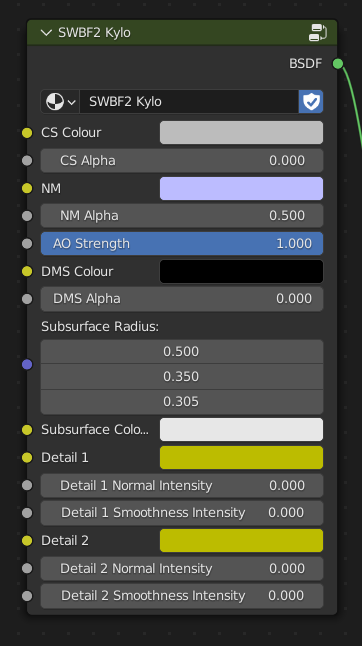 SWBF2 Kylo
BSDF
SWBF2 Kylo
CS Colour
CS Alpha 0.000
NM
NM Alpha 0.500
AO Strength 1.000
DMS Colour
DMS Alpha 0.000
Subsurface Radius:
0.500
0.350
0.305
Subsurface Colo...
Detail 1
Detail 1 Normal Intensity 0.000
Detail 1 Smoothness Intensity 0.000
Detail 2
Detail 2 Normal Intensity 0.000
Detail 2 Smoothness Intensity 0.000